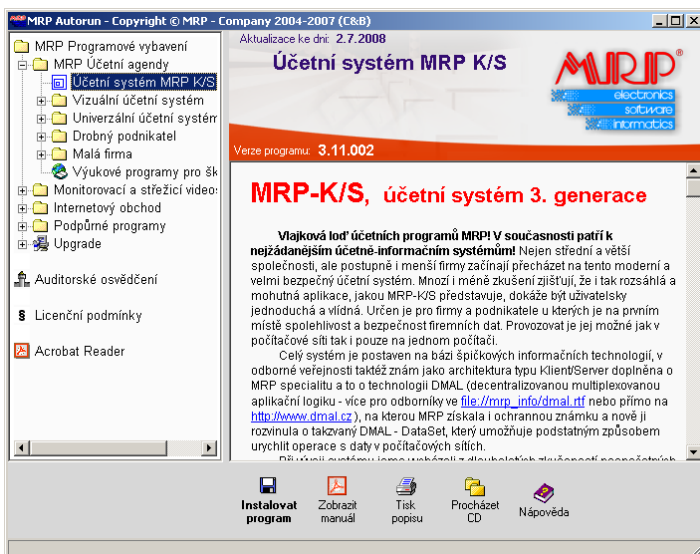 MRP Autorun - Copyright © MRP - Company 2004-2007 (C&B)
MRP Programové vybavení
MRP Účetní agendy
Účetní systém MRP K/S
Vizuální účetní systém
Univerzální účetní systém
Drobný podnikatel
Malá firma
Výukové programy pro šk
Monitorovací a střežicí video
Internetový obchod
Podpůrné programy
Upgrade
Auditorské osvědčení
§ Licenční podmínky
Acrobat Reader
Aktualizace ke dni: 2.7.2008
Účetní systém MRP K/S
MRP®
electronics
software
informatics
Verze programu: 3.11.002
MRP-K/S, účetní systém 3. generace
Vlajková loď účetních programů MRP! V současnosti patří k
nejžádanějším účetně-informačním systémům! Nejen střední a větší
společnosti, ale postupně i menší firmy začínají přecházet na tento moderní a
velmi bezpečný účetní systém. Mnozí i méně zkušení zjišťují, že i tak rozsáhlá a
mohutná aplikace, jakou MRP-K/S představuje, dokáže být uživatelsky
jednoduchá a vlídná. Určen je pro firmy a podnikatele u kterých je na prvním
místě spolehlivost a bezpečnost firemních dat. Provozovat je jej možné jak v
počítačové síti tak i pouze na jednom počítači.
Celý systém je postaven na bázi špičkových informačních technologií, v
odborné veřejnosti taktéž znám jako architektura typu Klient/Server doplněna o
MRP specialitu a to o technologii DMAL (decentralizovanou multiplexovanou
aplikační logiku - více pro odborníky ve file://mrp_info/dmal.rtf nebo přímo na
http://www.dmal.cz ), na kterou MRP získala i ochrannou známku a nově ji
rozvinula o takzvaný DMAL - DataSet, který umožňuje podstatným způsobem
urychlit operace s daty v počítačových sítích.
Instalovat
program
Zobrazit
manuál
Tisk
popisu
Procházet
CD
Nápověda